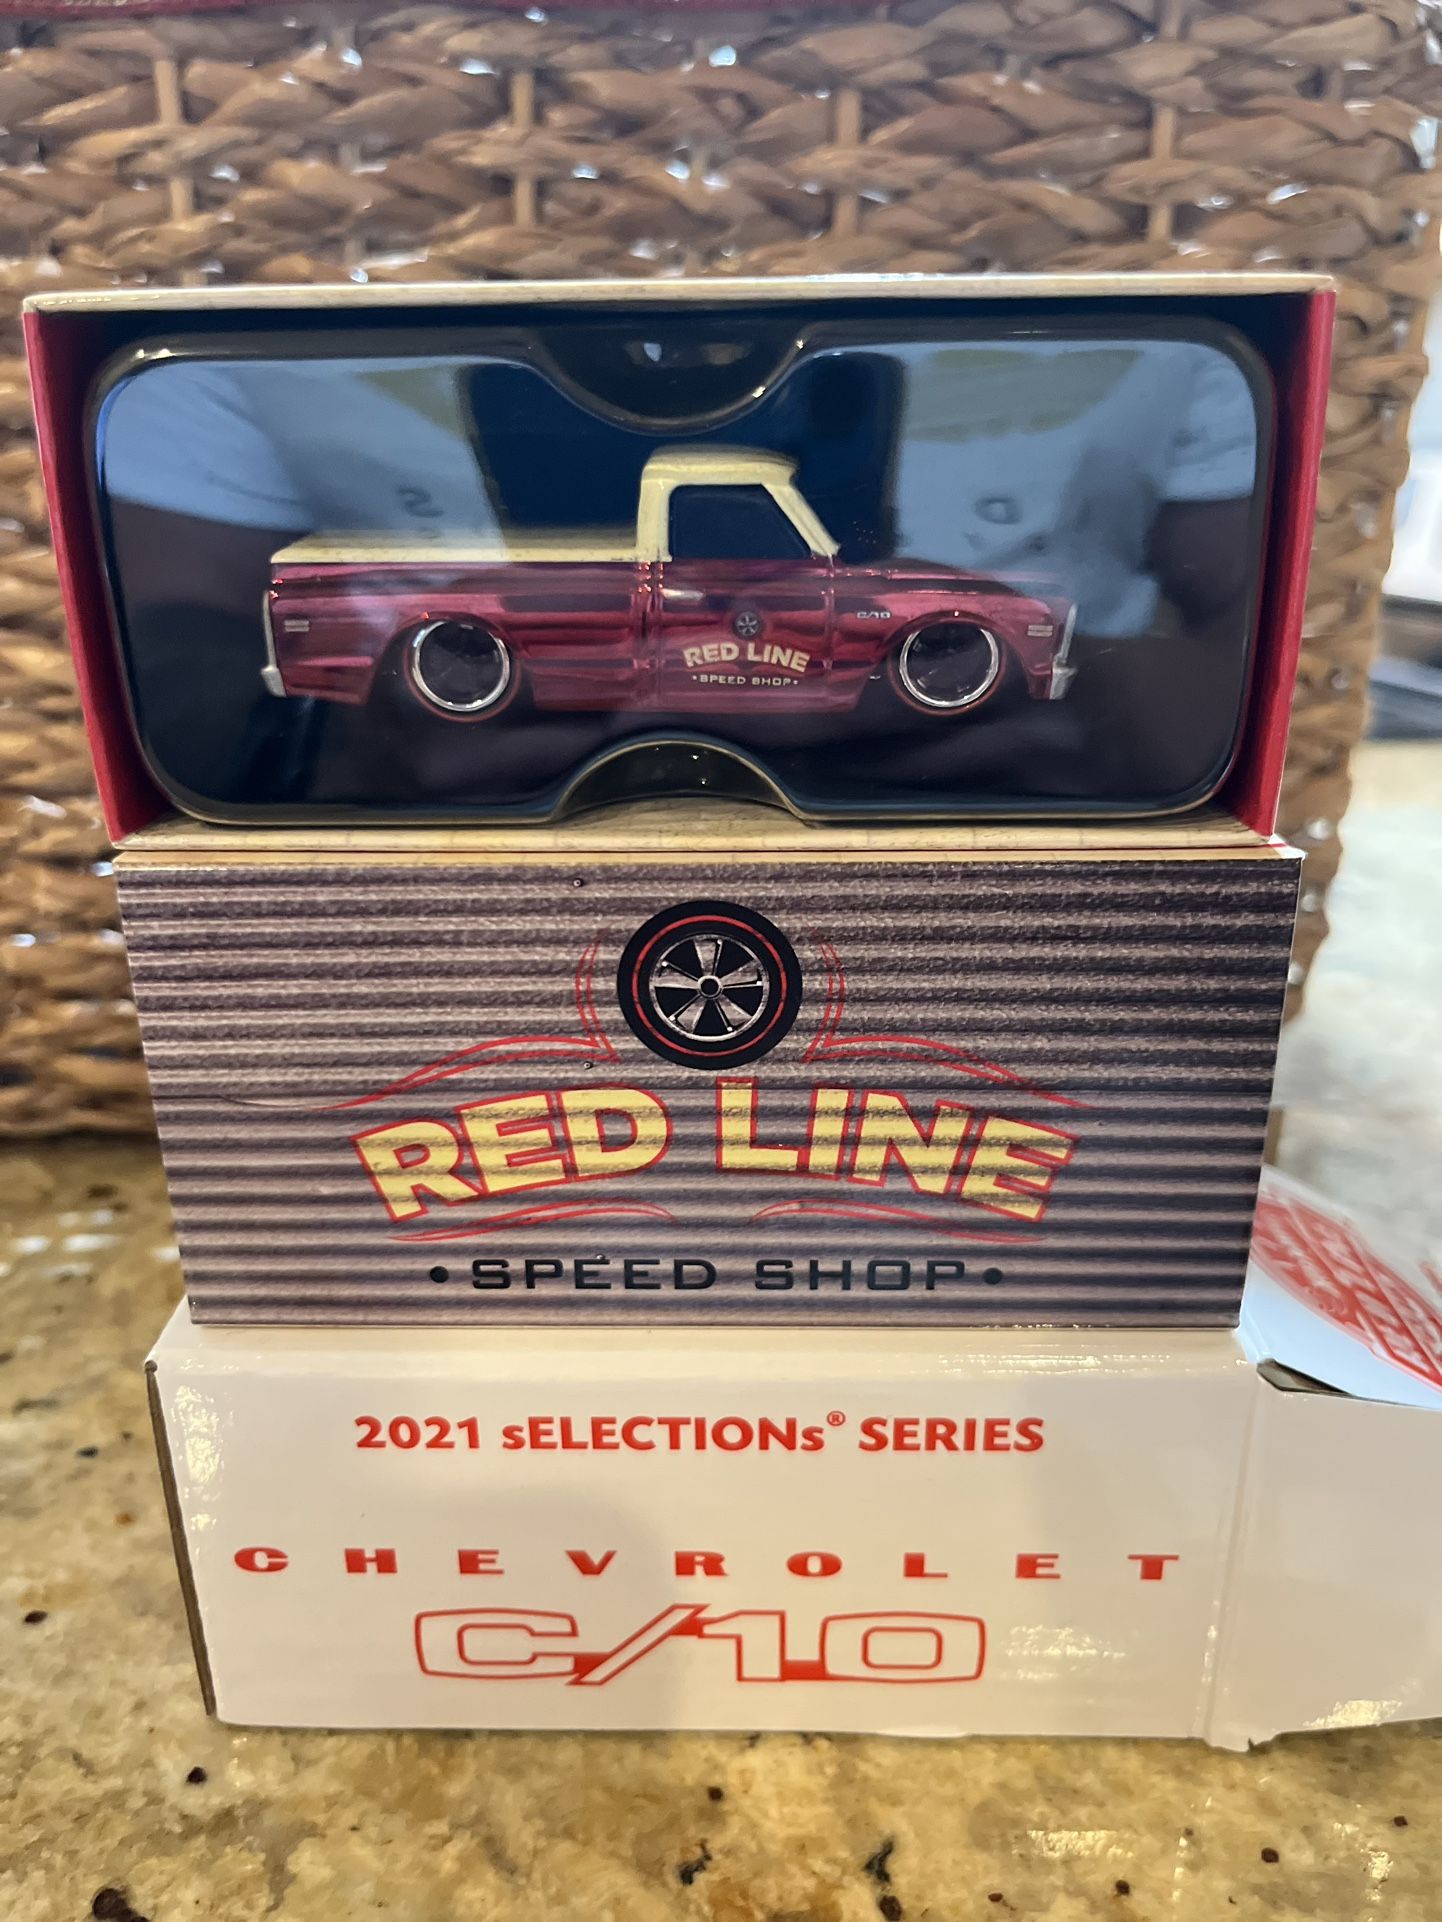 C/10
RED LINE
•SPEED SHOP•
RED LINE
• SPEED SHOP •
2021 sELECTIONs® SERIES
CHEVROLET
C/10